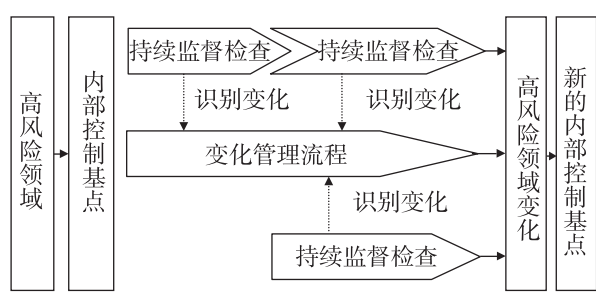 高风险领域
内部控制基点
持续监督检查
持续监督检查
识别变化
识别变化
变化管理流程
识别变化
持续监督检查
高风险领域变化
新的内部控制基点